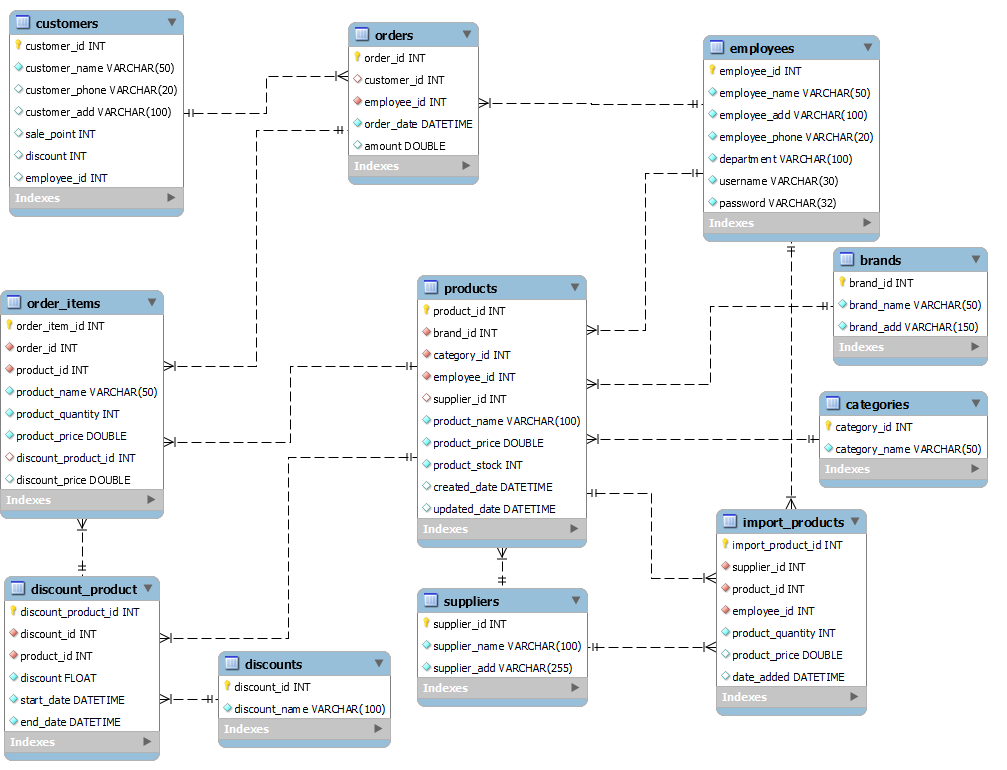 customers
customer_id INT
customer_name VARCHAR(50)
customer_phone VARCHAR(20)
customer_add VARCHAR(100)
sale_point INT
discount INT
employee_id INT
Indexes
orders
order_id INT
customer_id INT
employee_id INT
order_date DATETIME
amount DOUBLE
Indexes
employees
employee_id INT
employee_name VARCHAR(50)
employee_add VARCHAR(100)
employee_phone VARCHAR(20)
department VARCHAR(100)
username VARCHAR(30)
password VARCHAR(32)
Indexes
brands
brand_id INT
brand_name VARCHAR(50)
brand_add VARCHAR(150)
Indexes
order_items
order_item_id INT
order_id INT
product_id INT
product_name VARCHAR(50)
product_quantity INT
product_price DOUBLE
discount_product_id INT
discount_price DOUBLE
Indexes
products
product_id INT
brand_id INT
category_id INT
employee_id INT
supplier_id INT
product_name VARCHAR(100)
product_price DOUBLE
product_stock INT
created_date DATETIME
updated_date DATETIME
Indexes
categories
category_id INT
category_name VARCHAR(50)
Indexes
import_products
import_product_id INT
supplier_id INT
product_id INT
employee_id INT
product_quantity INT
product_price DOUBLE
date_added DATETIME
Indexes
discount_product
discount_product_id INT
discount_id INT
product_id INT
discount FLOAT
start_date DATETIME
end_date DATETIME
Indexes
suppliers
supplier_id INT
supplier_name VARCHAR(100)
supplier_add VARCHAR(255)
Indexes
discounts
discount_id INT
discount_name VARCHAR(100)
Indexes